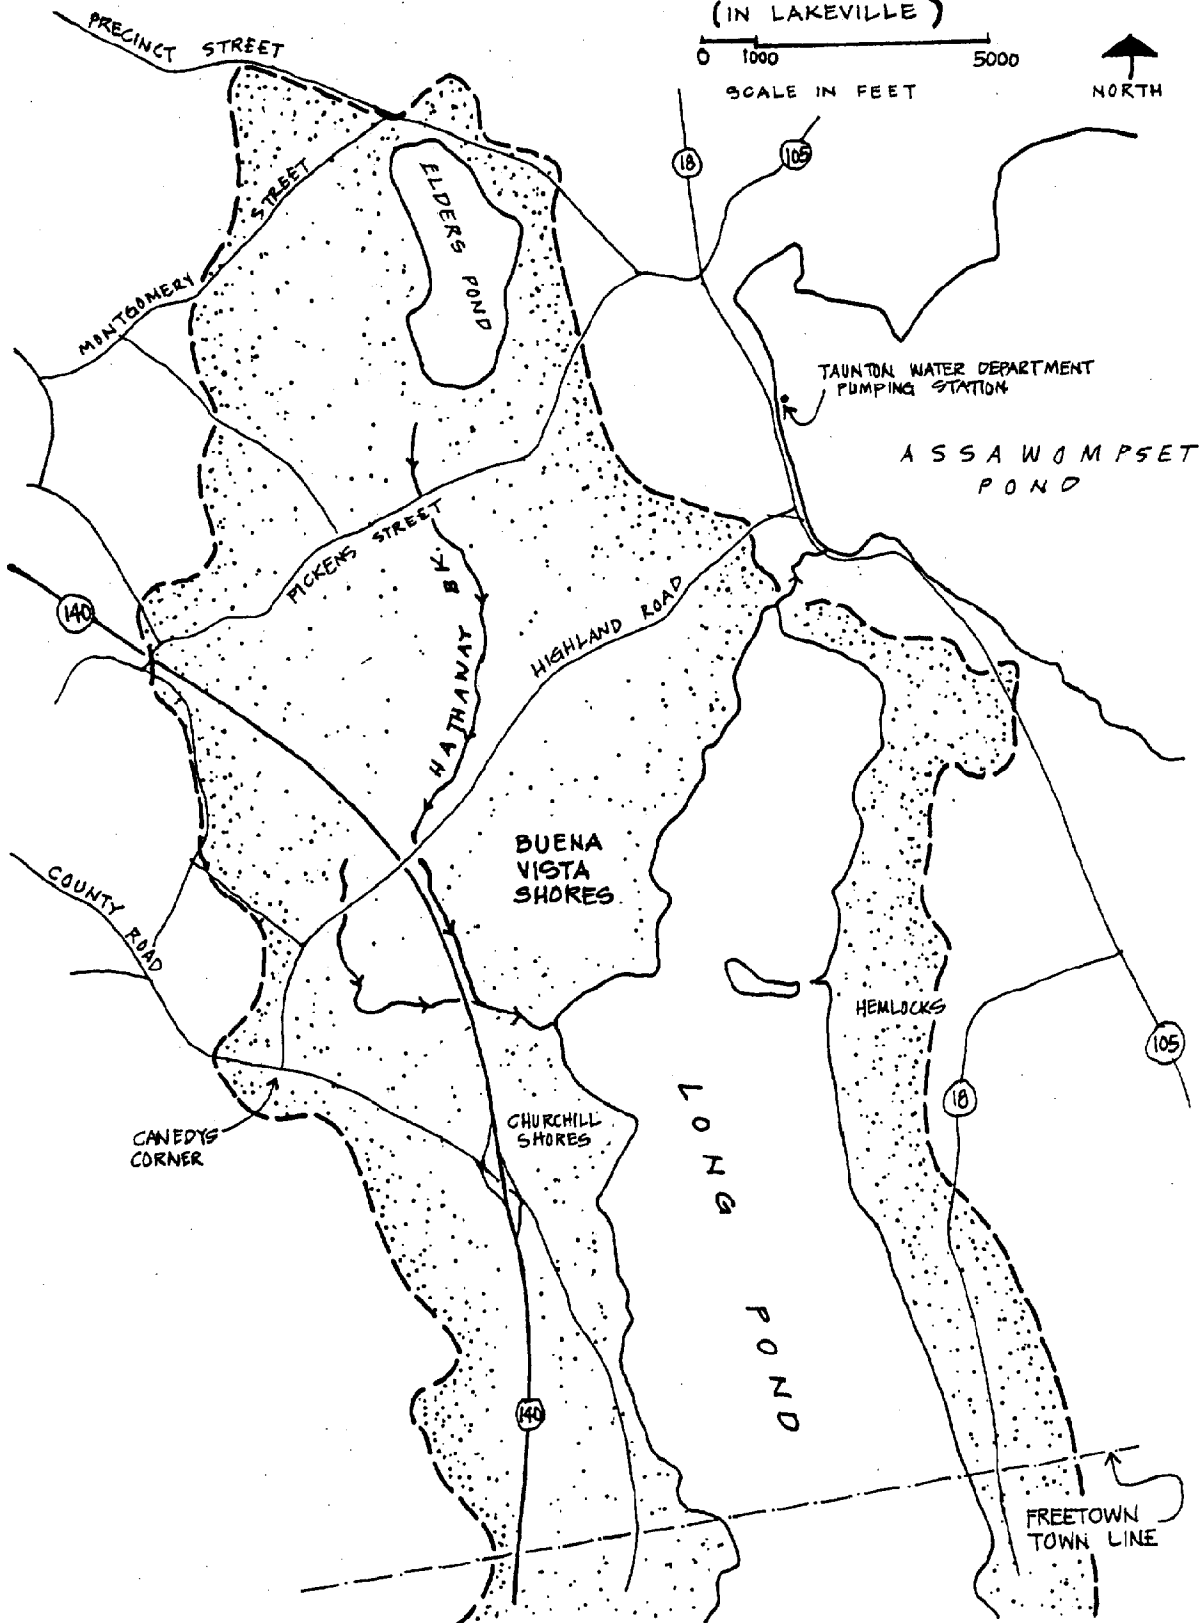 (IN LAKEVILLE)
0 1000 5000
SCALE IN FEET
NORTH
PRECINCT STREET
18
105
ELDERS POND
MONTGOMERY STREET
TAUNTON WATER DEPARTMENT
PUMPING STATION
ASSAWOMPSET
POND
PICKENS STREET
HATHAWAY BK
140
HIGHLAND ROAD
BUENA
VISTA
SHORES
COUNTY ROAD
HEMLOCKS
105
18
CANEDYS
CORNER
CHURCHILL
SHORES
LONG POND
140
FREETOWN
TOWN LINE